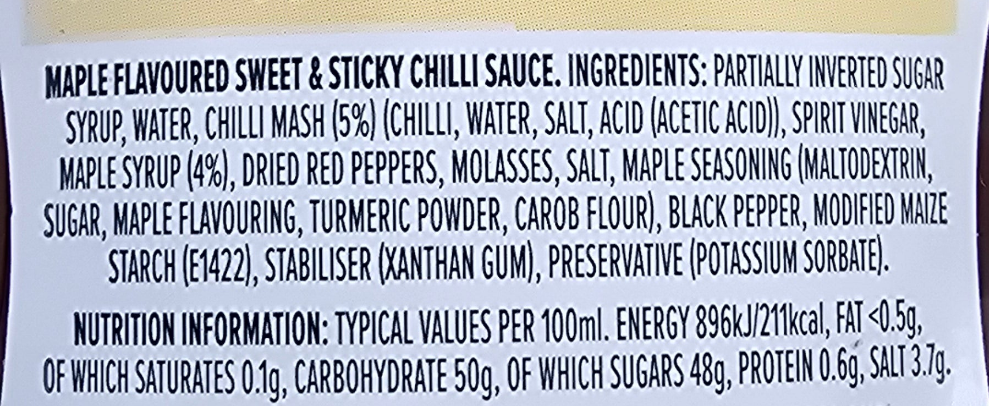 MAPLE FLAVOURED SWEET & STICKY CHILLI SAUCE. INGREDIENTS: PARTIALLY INVERTED SUGAR
SYRUP, WATER, CHILLI MASH (5%) (CHILLI, WATER, SALT, ACID (ACETIC ACID)), SPIRIT VINEGAR,
MAPLE SYRUP (4%), DRIED RED PEPPERS, MOLASSES, SALT, MAPLE SEASONING (MALTODEXTRIN,
SUGAR, MAPLE FLAVOURING, TURMERIC POWDER, CAROB FLOUR), BLACK PEPPER, MODIFIED MAIZE
STARCH (E1422), STABILISER (XANTHAN GUM), PRESERVATIVE (POTASSIUM SORBATE).
NUTRITION INFORMATION: TYPICAL VALUES PER 100ml. ENERGY 896kJ/211kcal, FAT <0.5g,
OF WHICH SATURATES 0.1g, CARBOHYDRATE 50g, OF WHICH SUGARS 48g, PROTEIN 0.6g, SALT 3.7g.